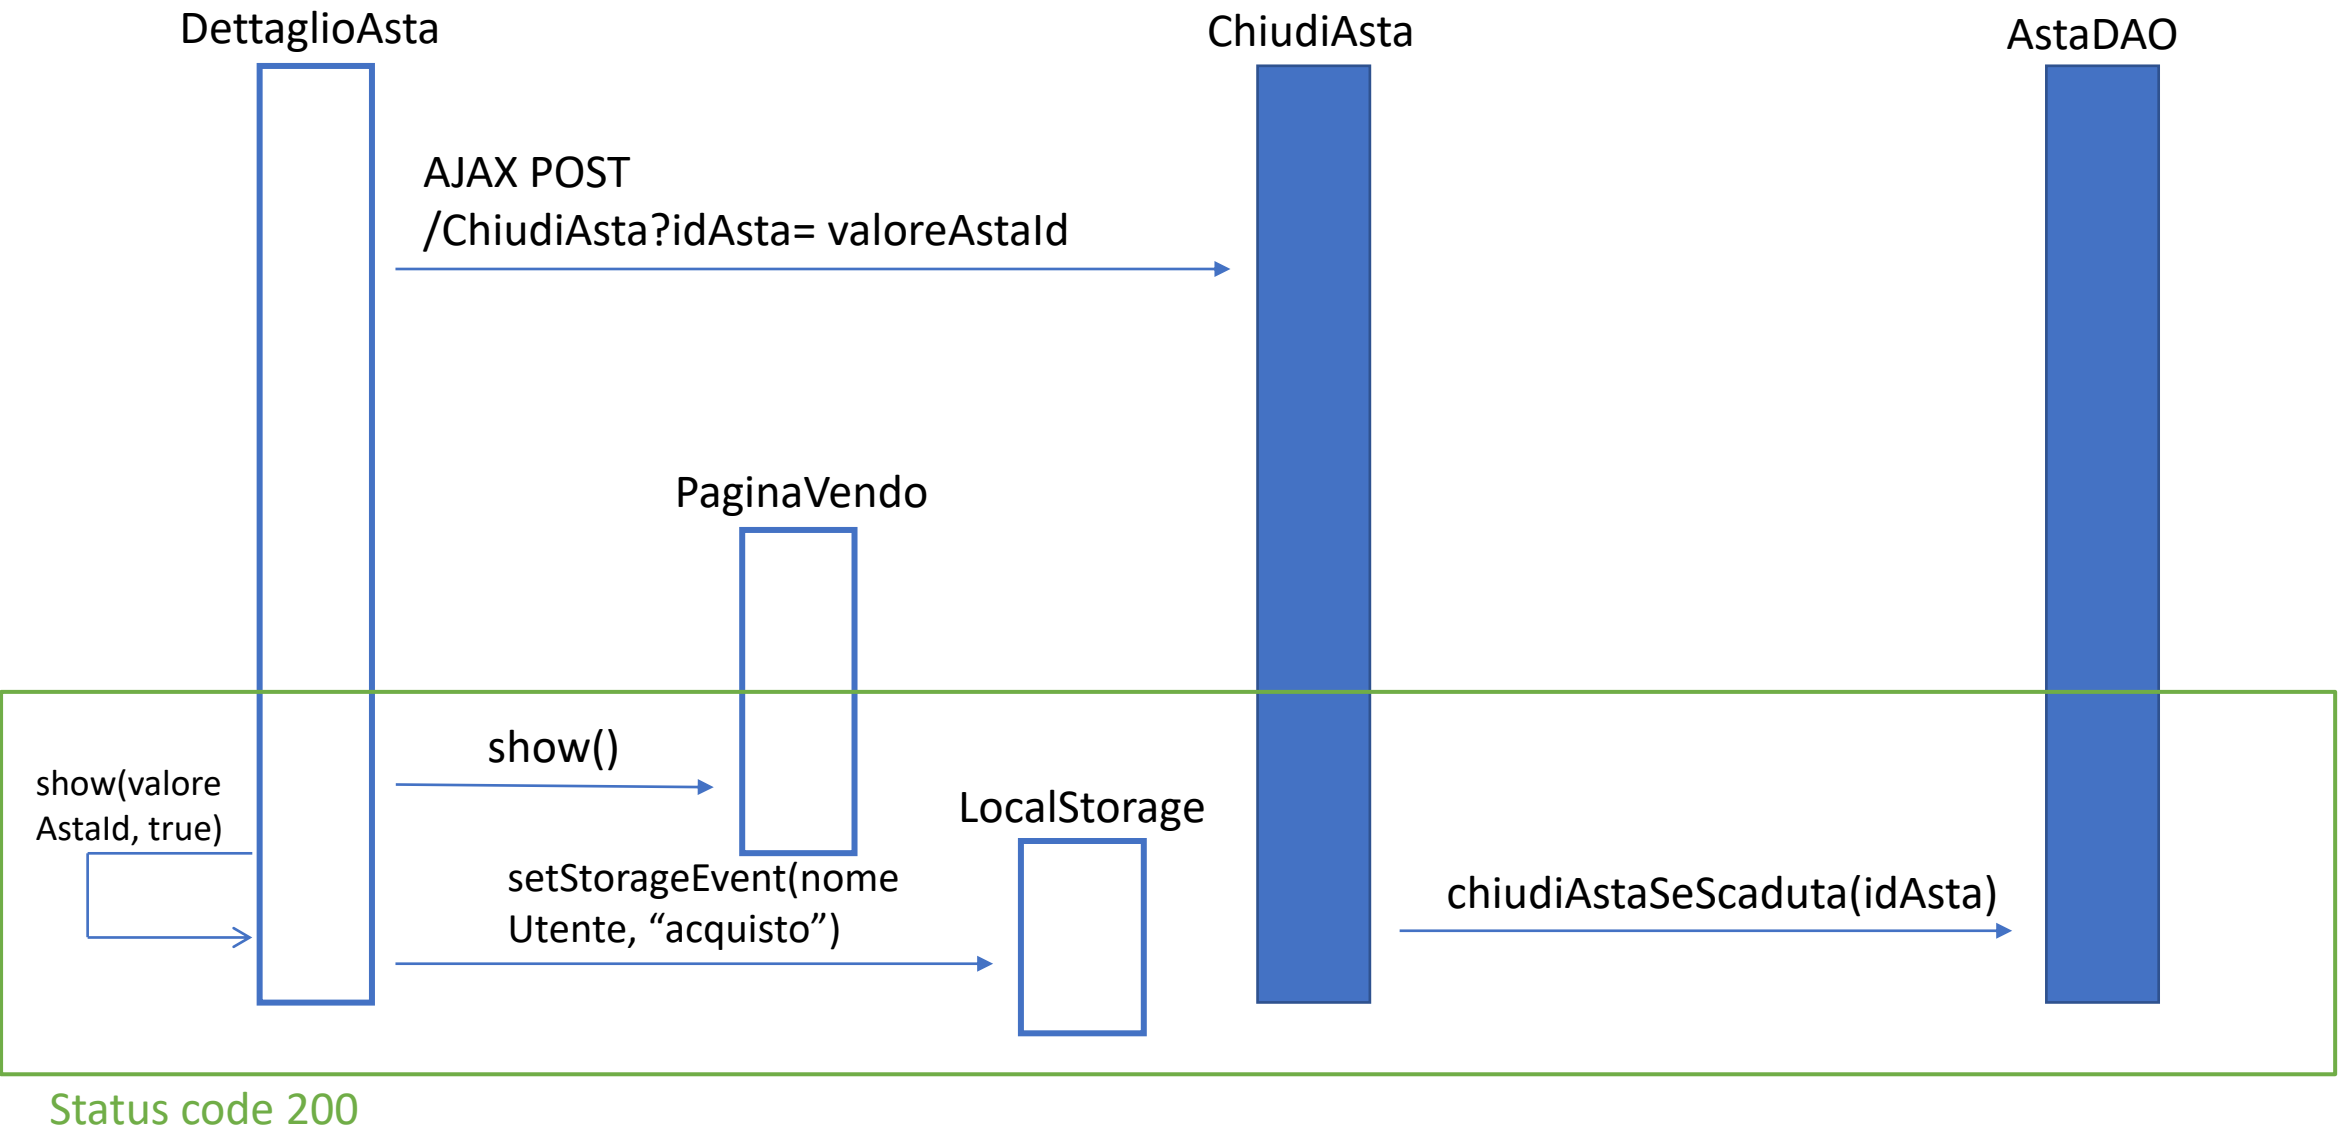 DettaglioAsta
ChiudiAsta
AstaDAO
AJAX POST
/ChiudiAsta?idAsta= valoreAstaId
PaginaVendo
show()
show(valore
AstaId, true)
LocalStorage
setStorageEvent(nome
Utente, “acquisto”)
chiudiAstaSeScaduta(idAsta)
Status code 200